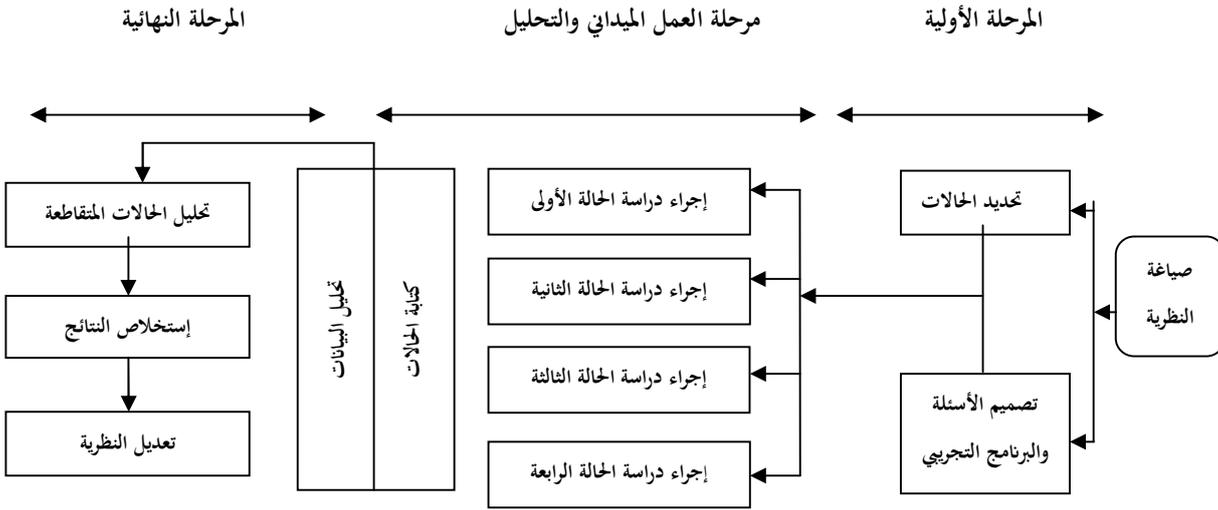 المرحلة الأولية
مرحلة العمل الميداني والتحليل
المرحلة النهائية
صياغة
النظرية
تحديد الحالات
تصميم الأسئلة
والبرنامج التجريبي
إجراء دراسة الحالة الأولى
إجراء دراسة الحالة الثانية
إجراء دراسة الحالة الثالثة
إجراء دراسة الحالة الرابعة
كتابة الحالات
تحليل البيانات
تحليل الحالات المتقاطعة
إستخلاص النتائج
تعديل النظرية